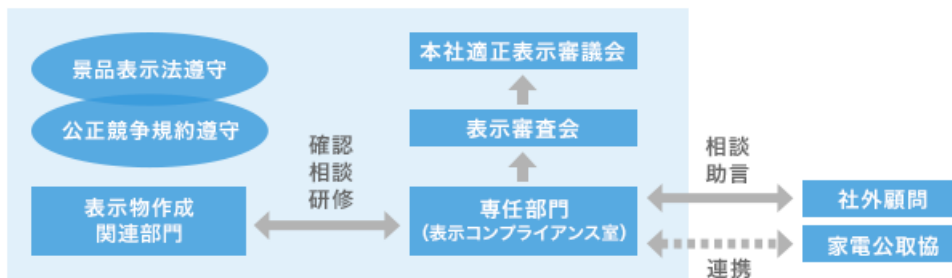 景品表示法遵守
公正競争規約遵守
表示物作成
関連部門
確認
相談
研修
本社適正表示審議会
表示審査会
専任部門
（表示コンプライアンス室）
相談
助言
連携
社外顧問
家電公取協